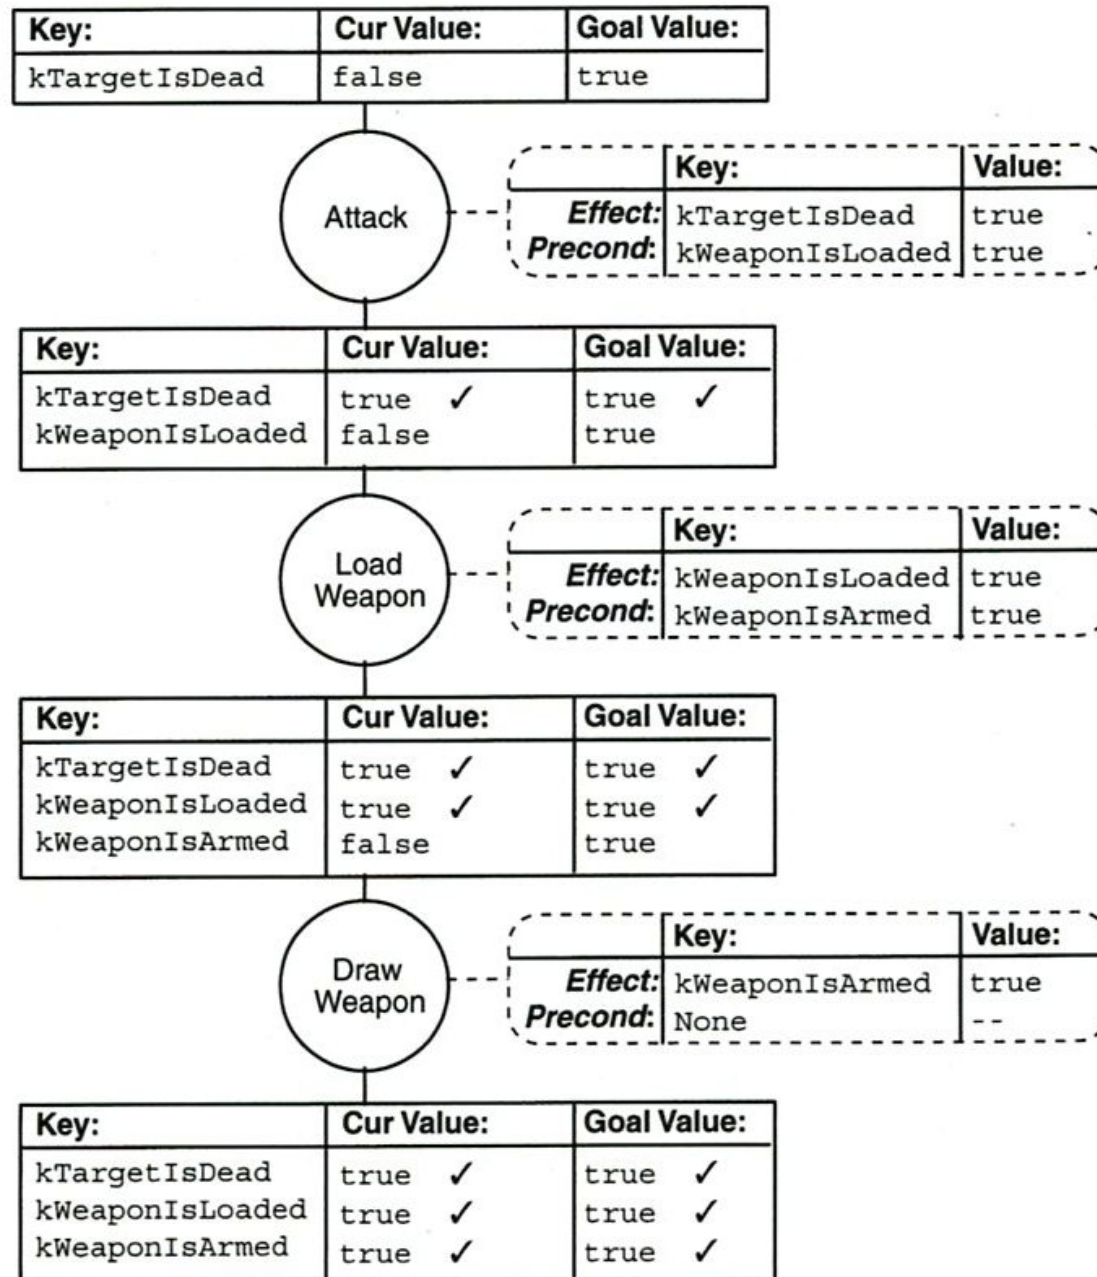 Key: Cur Value: Goal Value:
kTargetIsDead false true
Attack
Key: Value:
Effect: kTargetIsDead true
Precond: kWeaponIsLoaded true
Key: Cur Value: Goal Value:
kTargetIsDead true ✓ true ✓
kWeaponIsLoaded false true
Load
Weapon
Key: Value:
Effect: kWeaponIsLoaded true
Precond: kWeaponIsArmed true
Key: Cur Value: Goal Value:
kTargetIsDead true ✓ true ✓
kWeaponIsLoaded true ✓ true ✓
kWeaponIsArmed false true
Draw
Weapon
Key: Value:
Effect: kWeaponIsArmed true
Precond: None --
Key: Cur Value: Goal Value:
kTargetIsDead true ✓ true ✓
kWeaponIsLoaded true ✓ true ✓
kWeaponIsArmed true ✓ true ✓